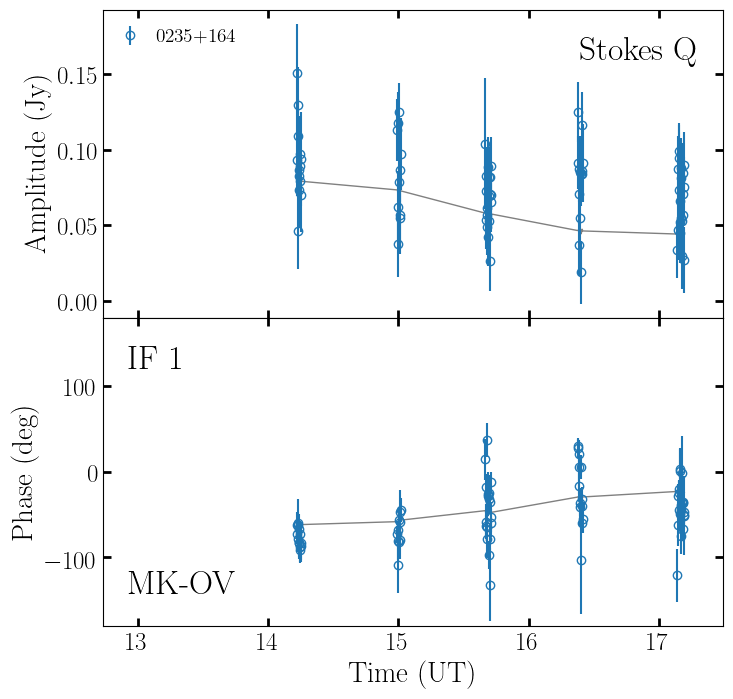 0235+164
Stokes Q
0.15
0.10
0.05
0.00
Amplitude (Jy)
IF 1
100
0
−100
Phase (deg)
MK-OV
13 14 15 16 17
Time (UT)